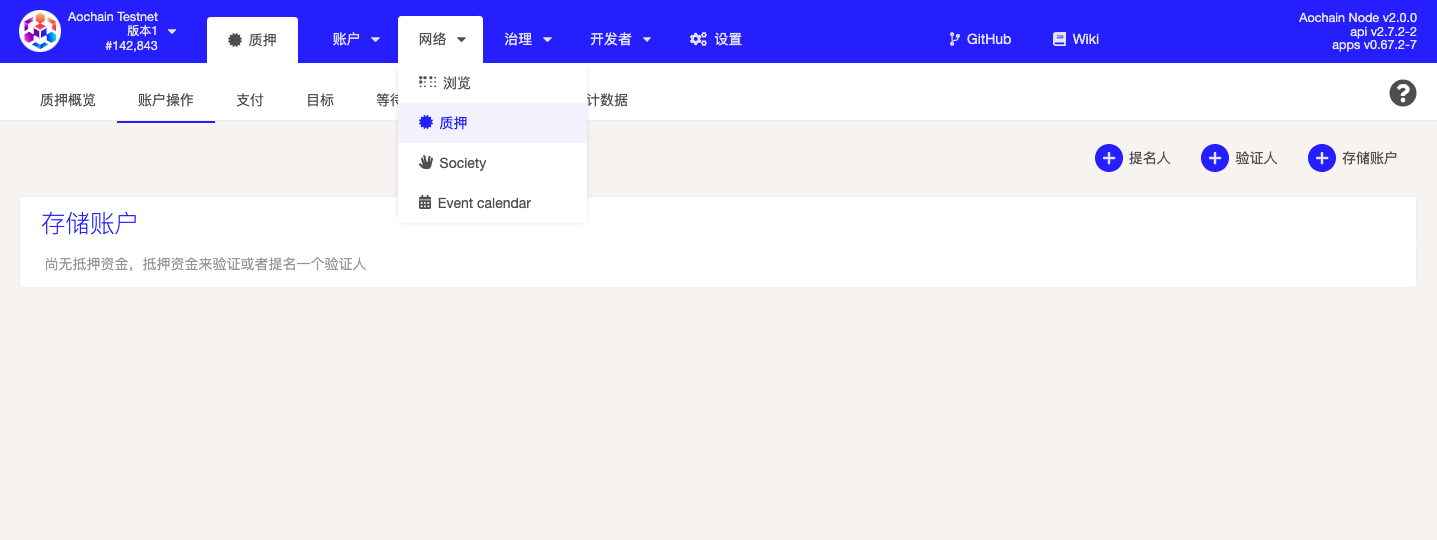 Aochain Testnet
版本1
#142,843
质押
账户
网络
治理
开发者
设置
GitHub
Wiki
Aochain Node v2.0.0
api v2.7.2-2
apps v0.67.2-7
浏览
质押
Society
Event calendar
质押概览
账户操作
支付
目标
等
计数据
提名人
验证人
存储账户
存储账户
尚无抵押资金，抵押资金来验证或者提名一个验证人